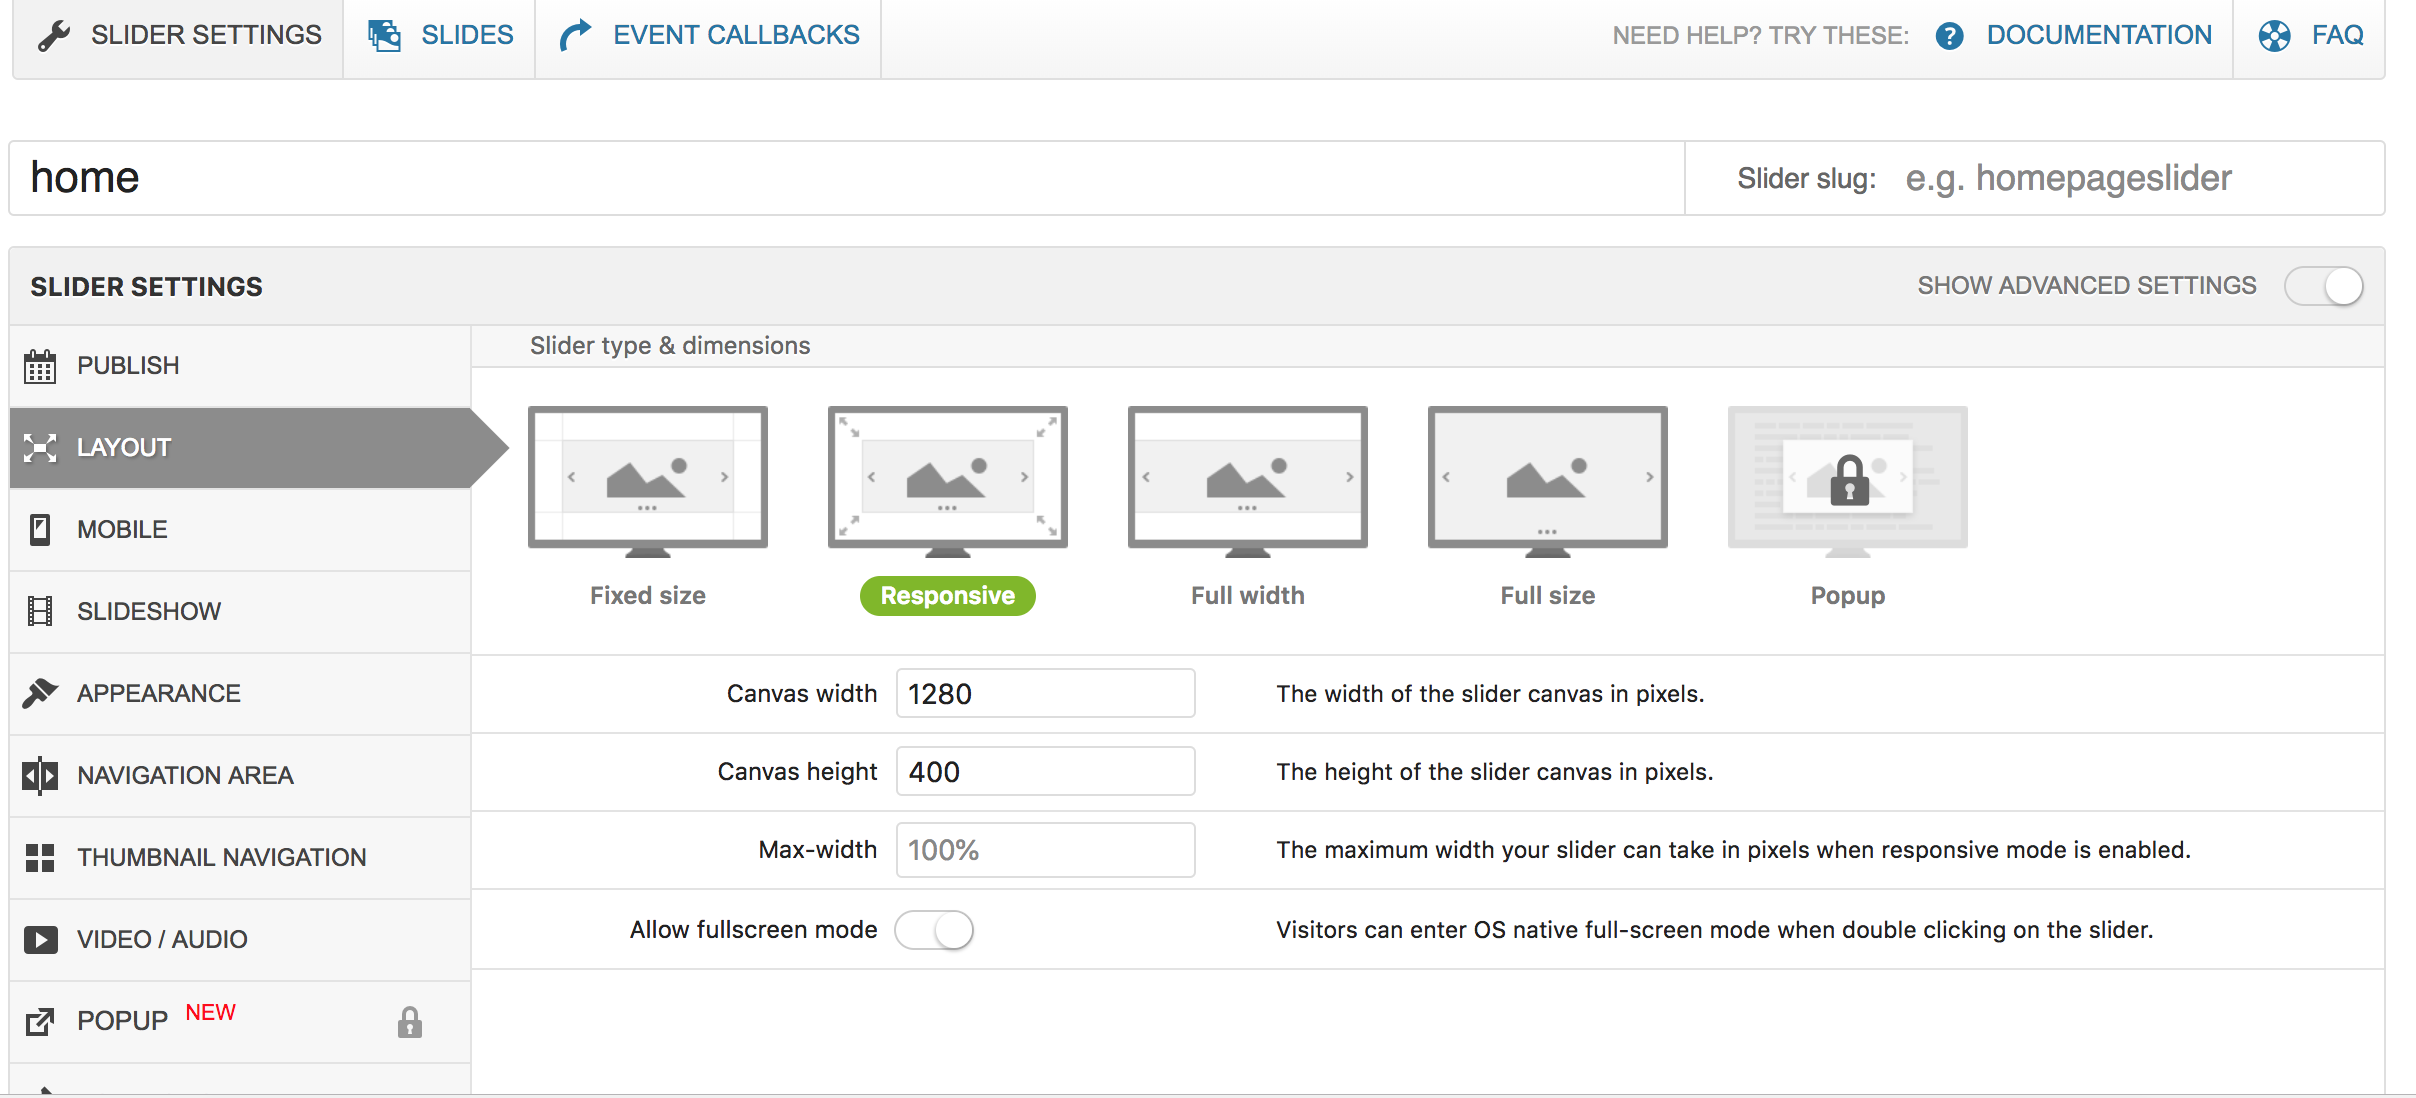 SLIDER SETTINGS SLIDES EVENT CALLBACKS NEED HELP? TRY THESE: DOCUMENTATION FAQ
home Slider slug: e.g. homepageslider
SLIDER SETTINGS SHOW ADVANCED SETTINGS
Slider type & dimensions
PUBLISH
LAYOUT
MOBILE
SLIDESHOW
APPEARANCE
NAVIGATION AREA
THUMBNAIL NAVIGATION
VIDEO / AUDIO
POPUP NEW
Fixed size Responsive Full width Full size Popup
Canvas width 1280 The width of the slider canvas in pixels.
Canvas height 400 The height of the slider canvas in pixels.
Max-width 100% The maximum width your slider can take in pixels when responsive mode is enabled.
Allow fullscreen mode Visitors can enter OS native full-screen mode when double clicking on the slider.